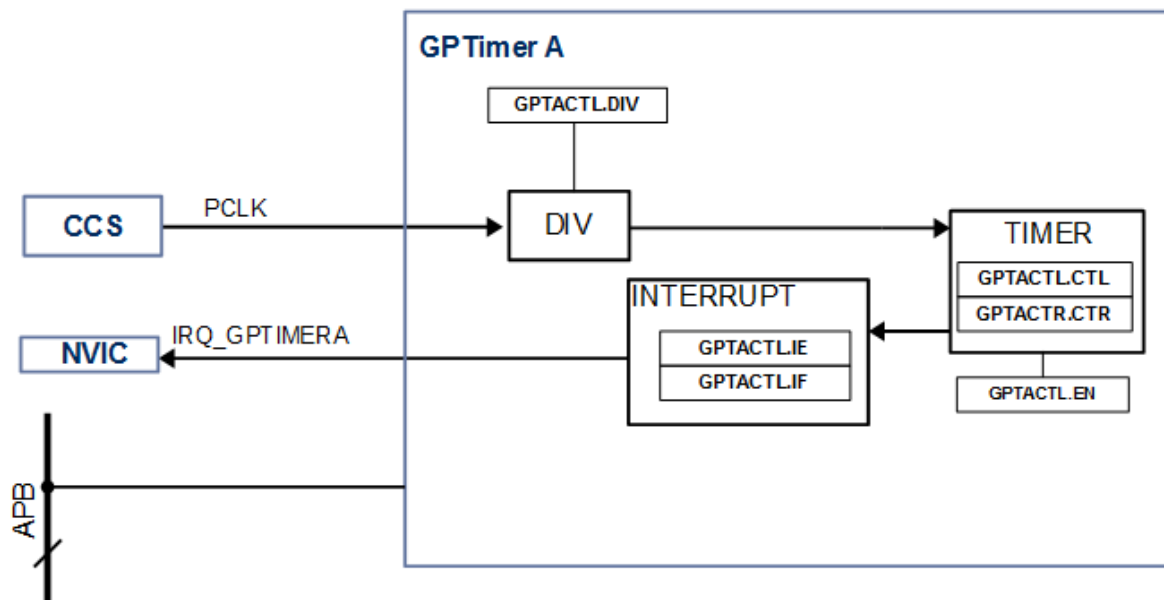 GPTimer A
GPTACTL.DIV
CCS
PCLK
DIV
TIMER
GPTACTL.CTL
GPTACTR.CTR
GPTACTL.EN
INTERRUPT
GPTACTL.IE
GPTACTL.IF
NVIC
IRQ_GPTIMERA
APB